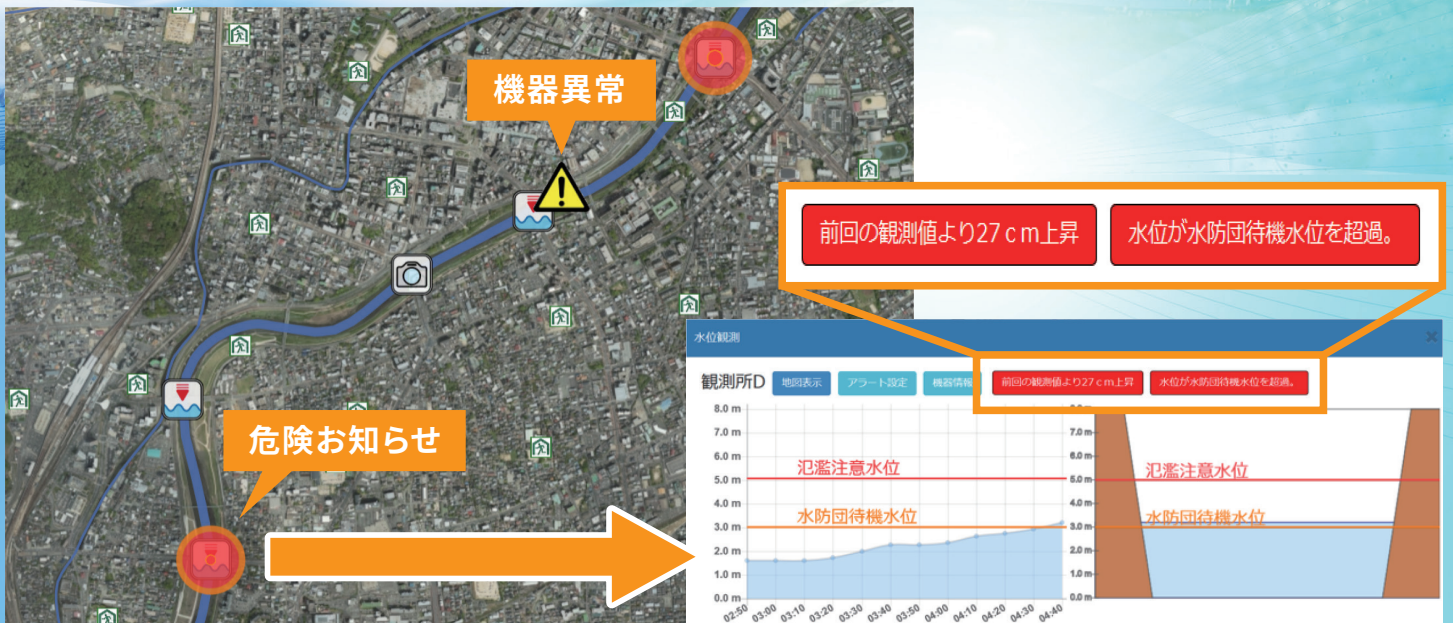 機器異常
危険お知らせ
前回の観測値より27cm上昇
水位が水防団待機水位を超過。
水位観測
×
観測所D
地図表示
アラート設定
機器情報
前回の観測値より27cm上昇
水位が水防団待機水位を超過。
8.0 m
7.0 m
6.0 m
5.0 m
4.0 m
3.0 m
2.0 m
1.0 m
0.0 m
氾濫注意水位
水防団待機水位
02:50 03:00 03:10 03:20 03:30 03:40 03:50 04:00 04:10 04:20 04:30 04:40
7.0 m
6.0 m
5.0 m
4.0 m
3.0 m
2.0 m
1.0 m
0.0 m
氾濫注意水位
水防団待機水位